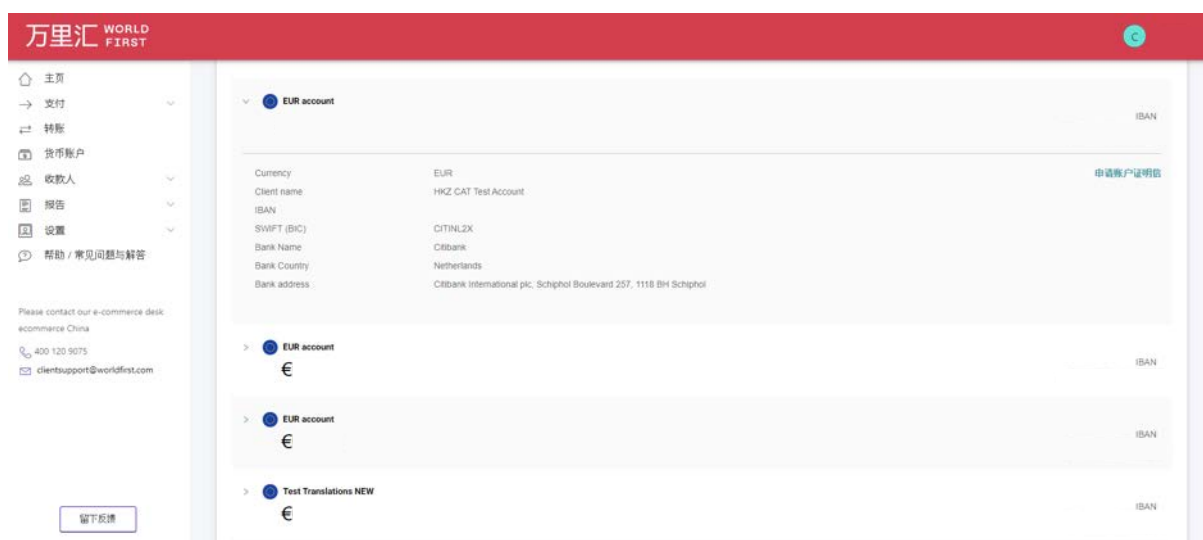 万里汇 WORLD FIRST
C
主页
支付
转账
货币账户
收款人
报告
设置
帮助 / 常见问题与解答
Please contact our e-commerce desk:
ecommerce China
400 120 9075
clientsupport@worldfirst.com
留下反馈
EUR account
IBAN
Currency EUR 申请账户证明信
Client name HKZ CAT Test Account
IBAN
SWIFT (BIC) CITINL2X
Bank Name Citibank
Bank Country Netherlands
Bank address Citibank International plc, Schiphol Boulevard 257, 1118 BH Schiphol
EUR account
€ IBAN
EUR account
€ IBAN
Test Translations NEW
€ IBAN